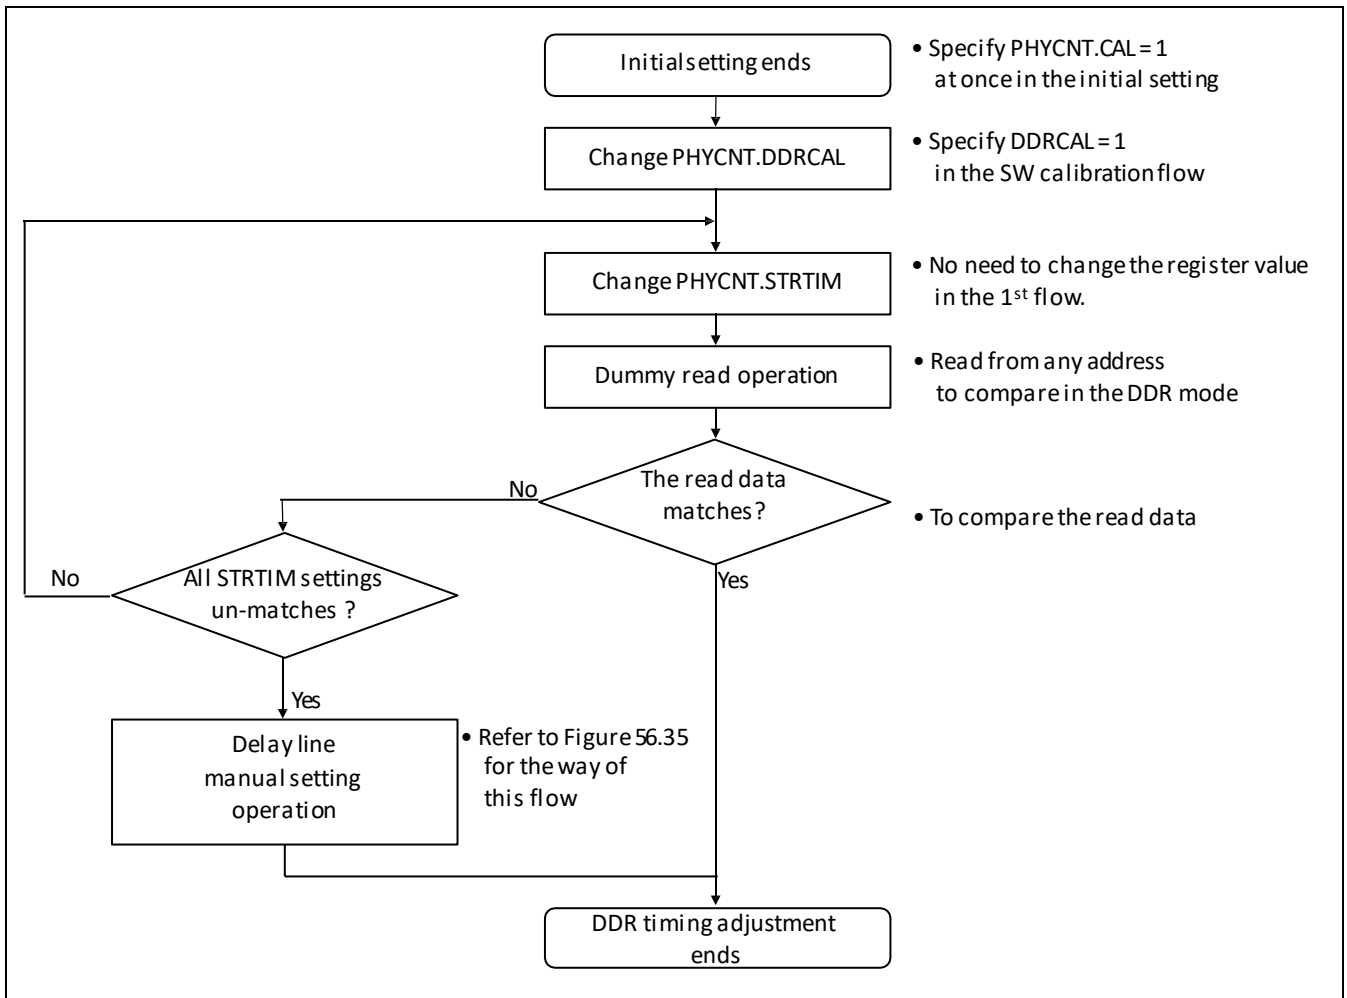 Initial setting ends
• Specify PHYCNT.CAL = 1
at once in the initial setting
Change PHYCNT.DDRCAL
• Specify DDRCAL = 1
in the SW calibration flow
Change PHYCNT.STRTIM
• No need to change the register value
in the 1st flow.
Dummy read operation
• Read from any address
to compare in the DDR mode
The read data
matches?
No
Yes
• To compare the read data
All STRTIM settings
un-matches ?
No
Yes
Delay line
manual setting
operation
• Refer to Figure 56.35
for the way of
this flow
DDR timing adjustment
ends